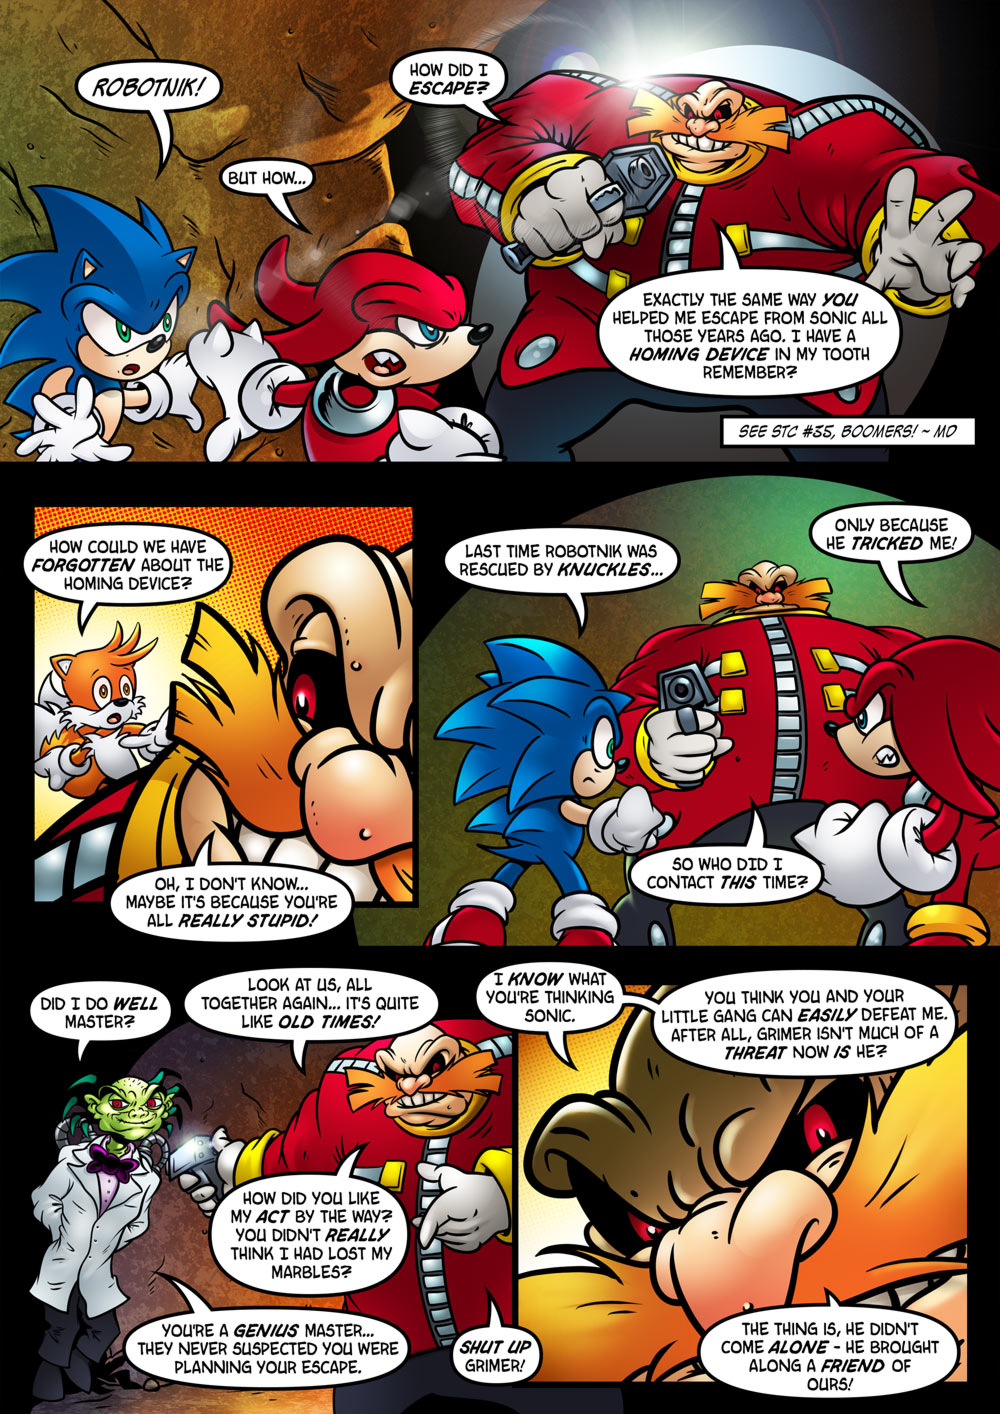 ROBOTNIK!
BUT HOW...
HOW DID I
ESCAPE?
EXACTLY THE SAME WAY YOU
HELPED ME ESCAPE FROM SONIC ALL
THOSE YEARS AGO. I HAVE A
HOMING DEVICE IN MY TOOTH
REMEMBER?
SEE STC #35, BOOMERS! ~ MD
HOW COULD WE HAVE
FORGOTTEN ABOUT THE
HOMING DEVICE?
OH, I DON'T KNOW...
MAYBE IT'S BECAUSE YOU'RE
ALL REALLY STUPID!
LAST TIME ROBOTNIK WAS
RESCUED BY KNUCKLES...
ONLY BECAUSE
HE TRICKED ME!
SO WHO DID I
CONTACT THIS TIME?
DID I DO WELL
MASTER?
LOOK AT US, ALL
TOGETHER AGAIN... IT'S QUITE
LIKE OLD TIMES!
HOW DID YOU LIKE
MY ACT BY THE WAY?
YOU DIDN'T REALLY
THINK I HAD LOST MY
MARBLES?
YOU'RE A GENIUS MASTER...
THEY NEVER SUSPECTED YOU WERE
PLANNING YOUR ESCAPE.
SHUT UP
GRIMER!
I KNOW WHAT
YOU'RE THINKING
SONIC.
YOU THINK YOU AND YOUR
LITTLE GANG CAN EASILY DEFEAT ME.
AFTER ALL, GRIMER ISN'T MUCH OF A
THREAT NOW IS HE?
THE THING IS, HE DIDN'T
COME ALONE - HE BROUGHT
ALONG A FRIEND OF
OURS!